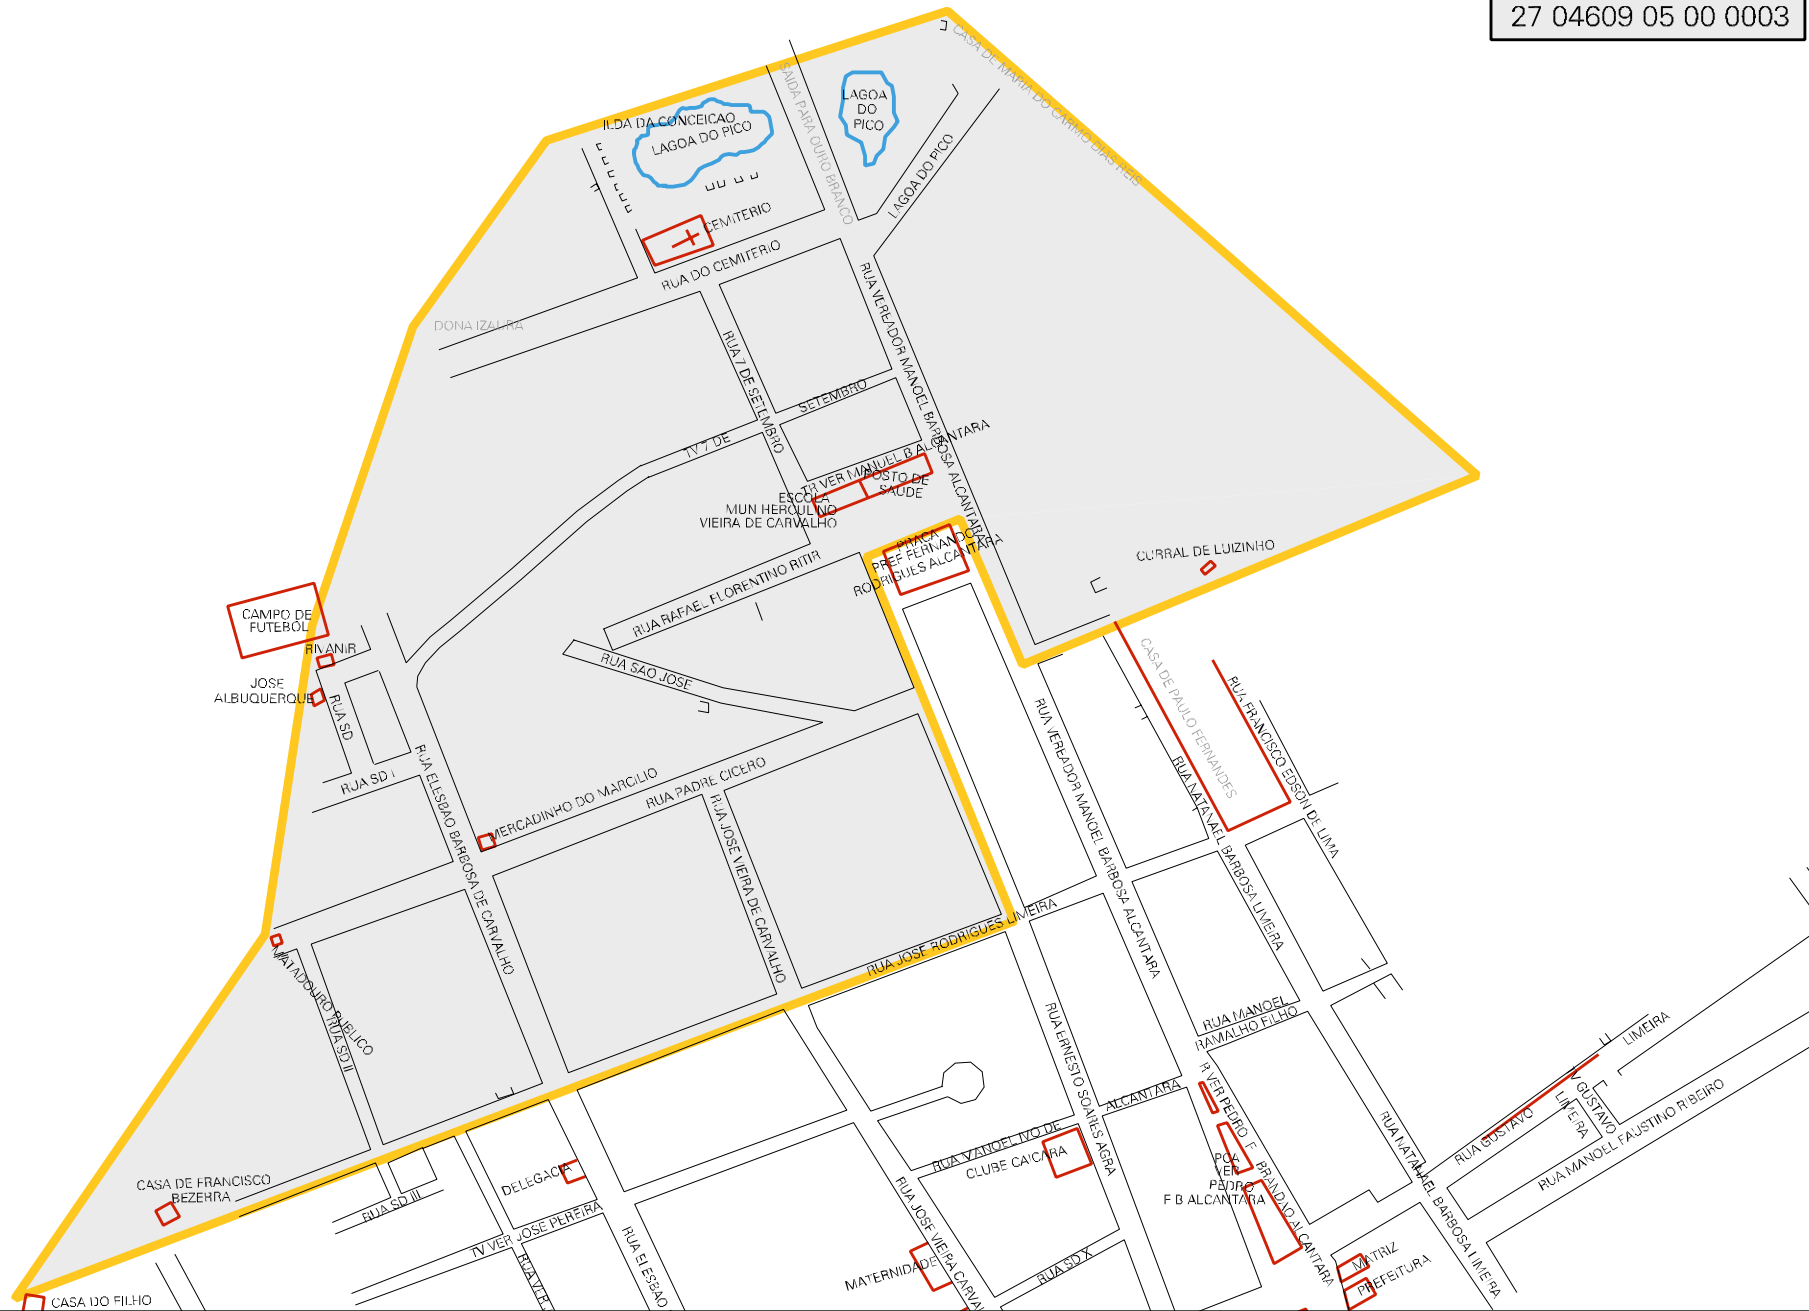 27 04609 05 00 0003
CASA DE MARIA DO CARMO DIAS REIS
SAIDA PARA OURO BRANCO
LAGOA
DO
PICO
ILDA DA CONCEICAO
LAGOA DO PICO
LAGOA DO PICO
CEMITERIO
RUA DO CEMITERIO
DONA IZAURA
RUA VEREADOR MANOEL BARBOSA ALCANTARA
RUA 7 DE SETEMBRO
TV 7 DE
SETEMBRO
TR VER MANUEL B ALCANTARA
POSTO DE
SAUDE
ESCOLA
MUN HERCULINO
VIEIRA DE CARVALHO
PRACA
PREF FERNANDO
RODRIGUES ALCANTARA
CURRAL DE LUIZINHO
RUA RAFAEL FLORENTINO RITIR
CAMPO DE
FUTEBOL
RIVANIR
JOSE
ALBUQUERQUE
RUA SD
RUA SD I
RUA SAO JOSE
CASA DE PAULO FERNANDES
RUA FRANCISCO EDSON DE LIMA
RUA VEREADOR MANOEL BARBOSA ALCANTARA
RUA NATANAEL BARBOSA LIMEIRA
RUA ELESBAO BARBOSA DE CARVALHO
MERCADINHO DO MARCILIO
RUA PADRE CICERO
RUA JOSE VIEIRA DE CARVALHO
RUA JOSE RODRIGUES LIMEIRA
MATADOURO PUBLICO
RUA SD II
RUA ERNESTO SOARES AGRA
RUA MANOEL
RAMALHO FILHO
R VER PEDRO F BRANDAO ALCANTARA
RUA MANOEL IVO DE
ALCANTARA
CLUBE CAICARA
PCA
VER
PEDRO
F B ALCANTARA
LIMEIRA
RUA GUSTAVO
TV GUSTAVO
LIMEIRA
RUA MANOEL FAUSTINO RIBEIRO
RUA NATANAEL BARBOSA LIMEIRA
CASA DE FRANCISCO
BEZERRA
RUA SD III
DELEGACIA
TV VER JOSE PEREIRA
RUA ELESBAO
RUA JOSE VIEIRA CARVA
MATERNIDADE
RUA SD X
MATRIZ
PREFEITURA
CASA DO FILHO